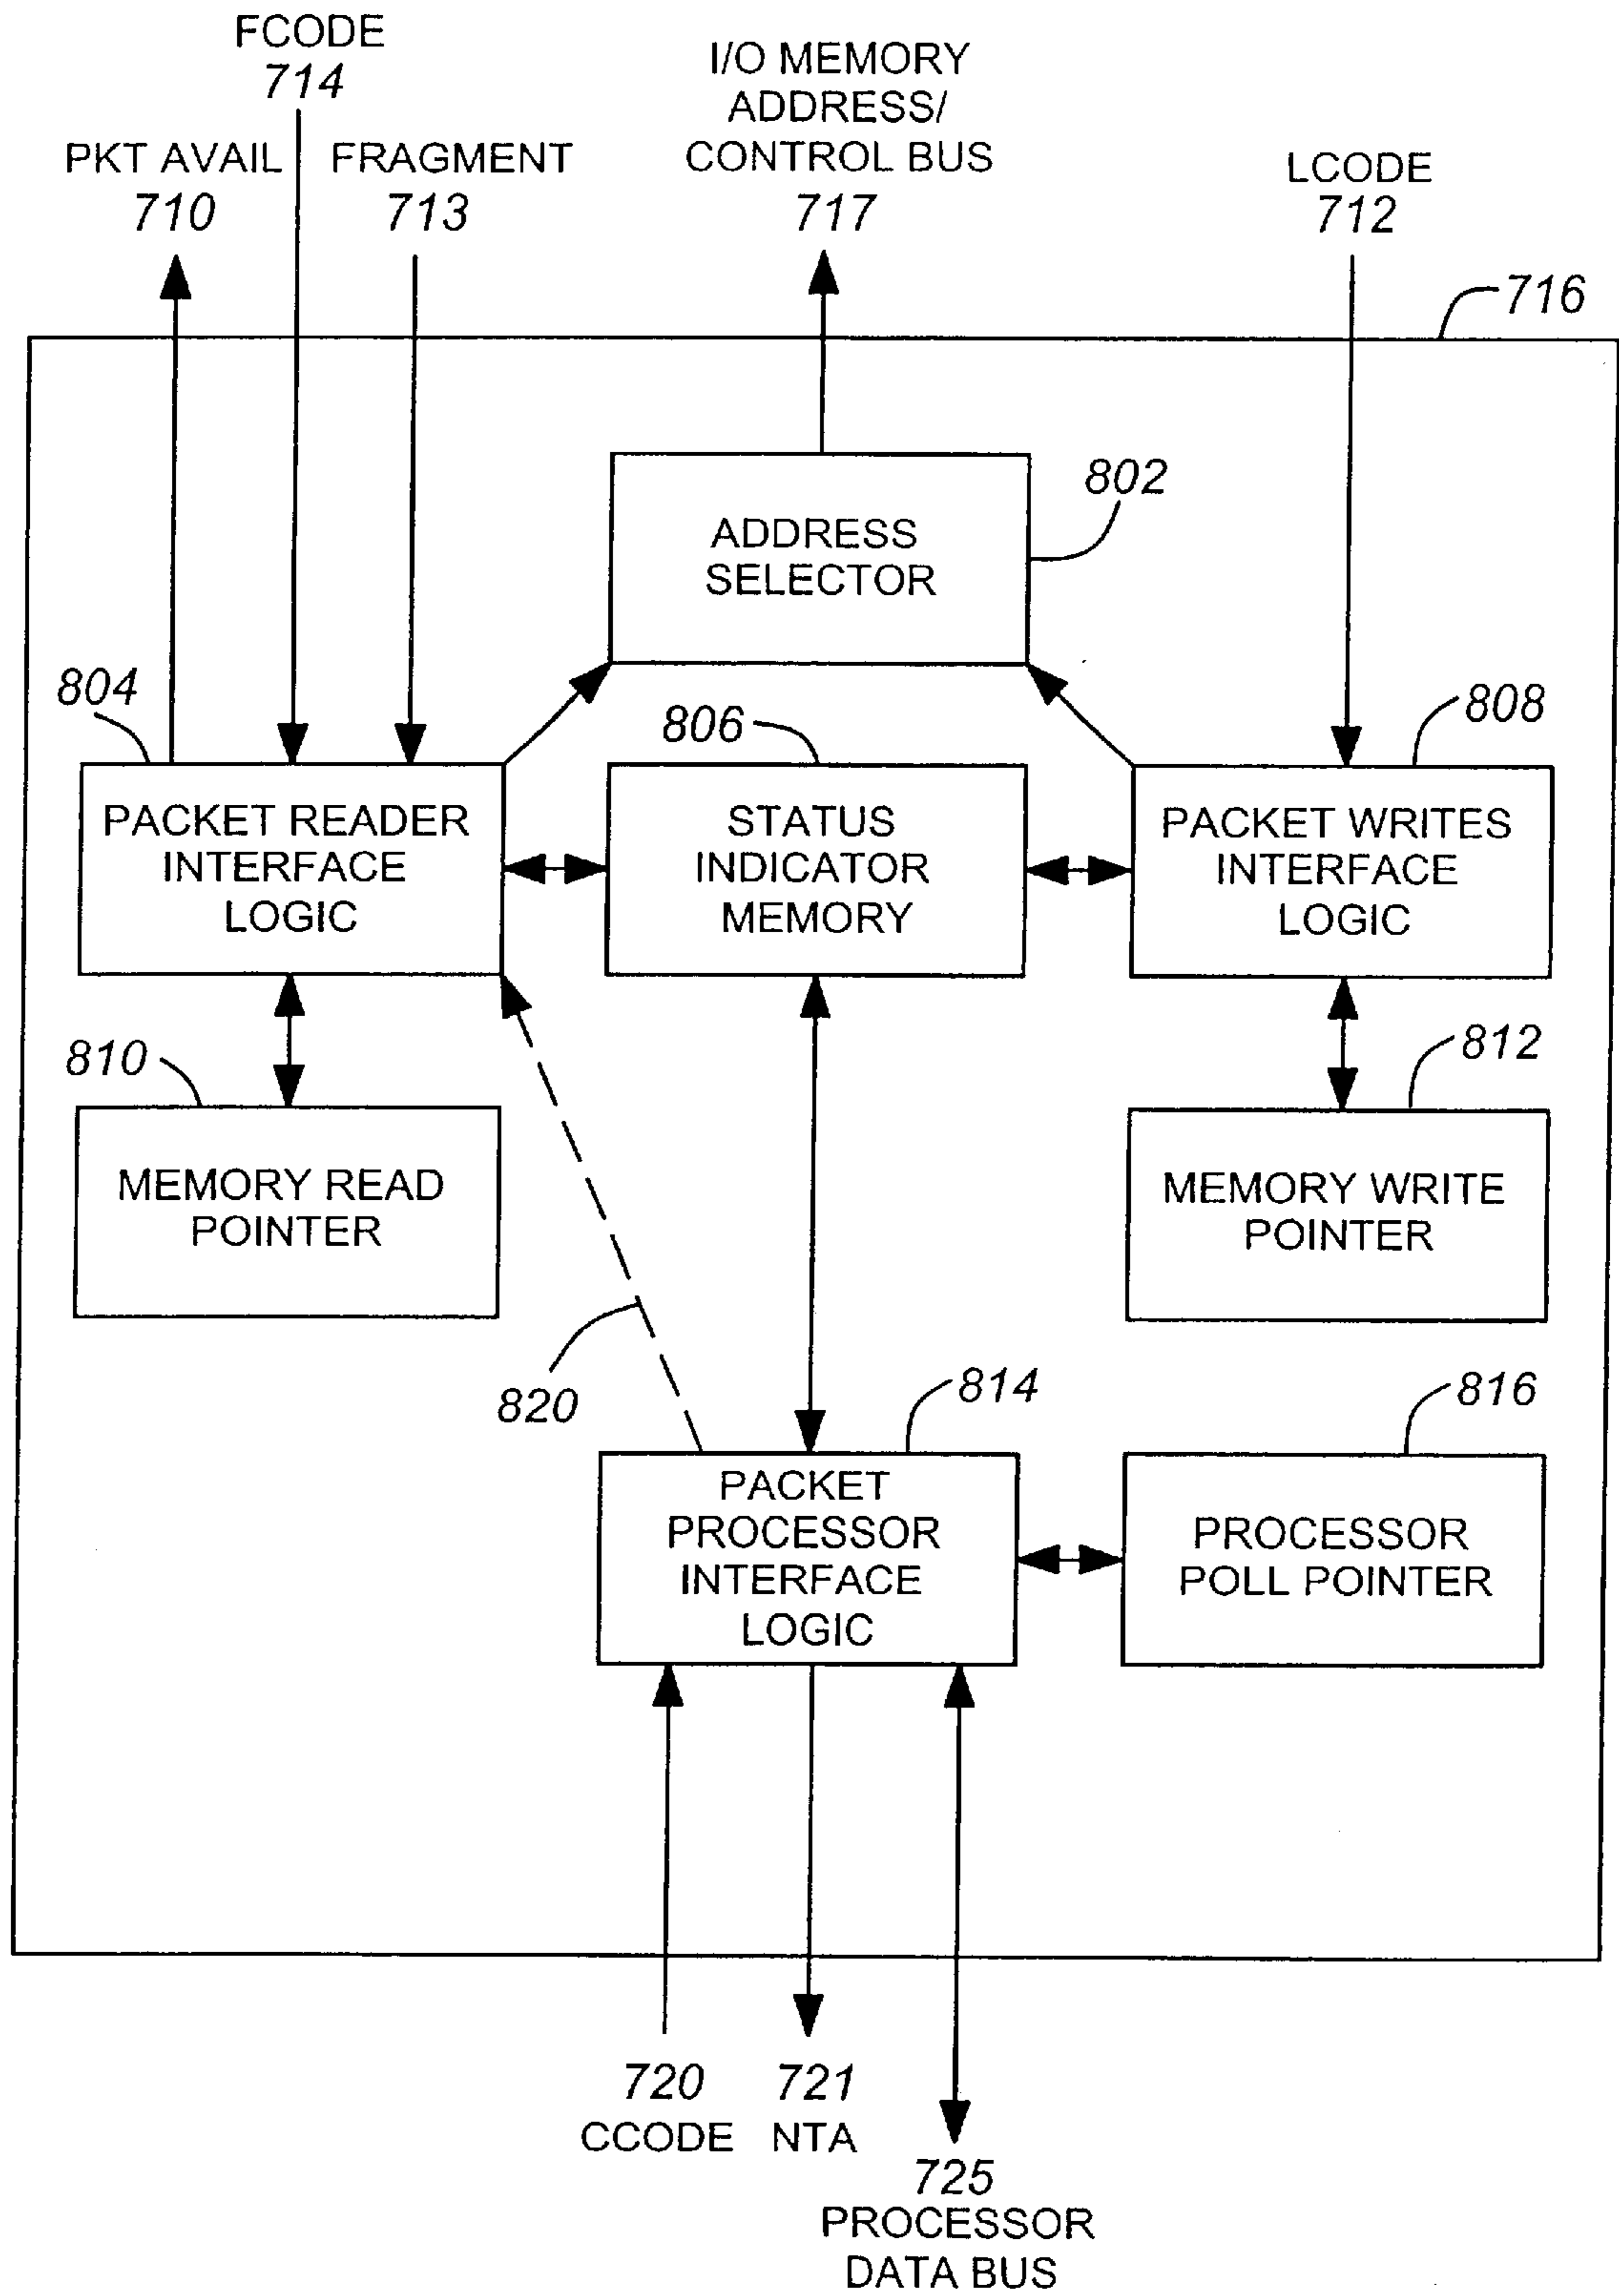 FCODE
714
I/O MEMORY
ADDRESS/
CONTROL BUS
717
PKT AVAIL
710
FRAGMENT
713
LCODE
712
716
ADDRESS
SELECTOR
802
804
806
808
PACKET READER
INTERFACE
LOGIC
STATUS
INDICATOR
MEMORY
PACKET WRITES
INTERFACE
LOGIC
810
812
MEMORY READ
POINTER
MEMORY WRITE
POINTER
820
814
816
PACKET
PROCESSOR
INTERFACE
LOGIC
PROCESSOR
POLL POINTER
720
CCODE
721
NTA
725
PROCESSOR
DATA BUS